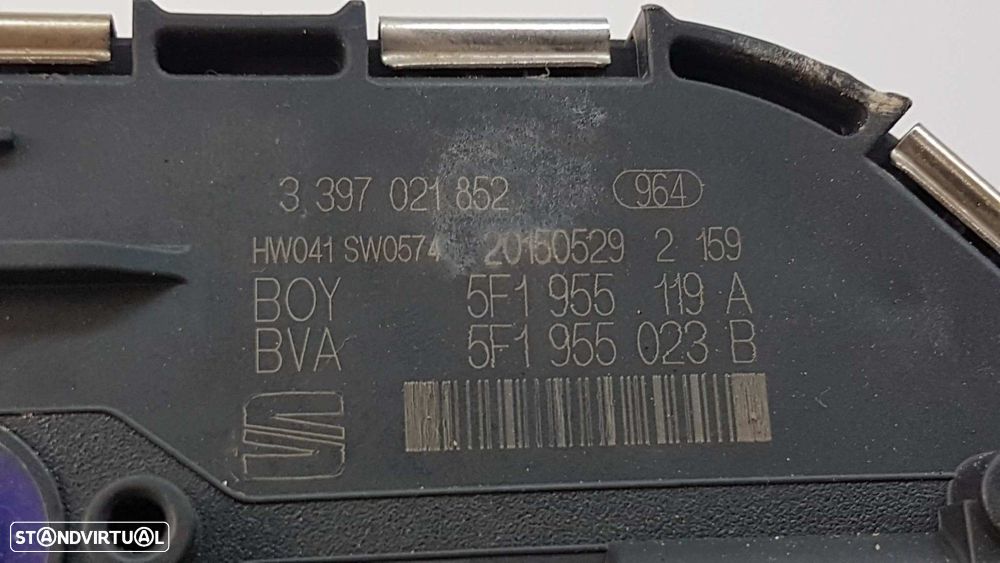 3 397 021 852 964
HW041 SW0574 20150529 2 159
BOY 5F1 955 119 A
BVA 5F1 955 023 B
STANDVIRTUAL